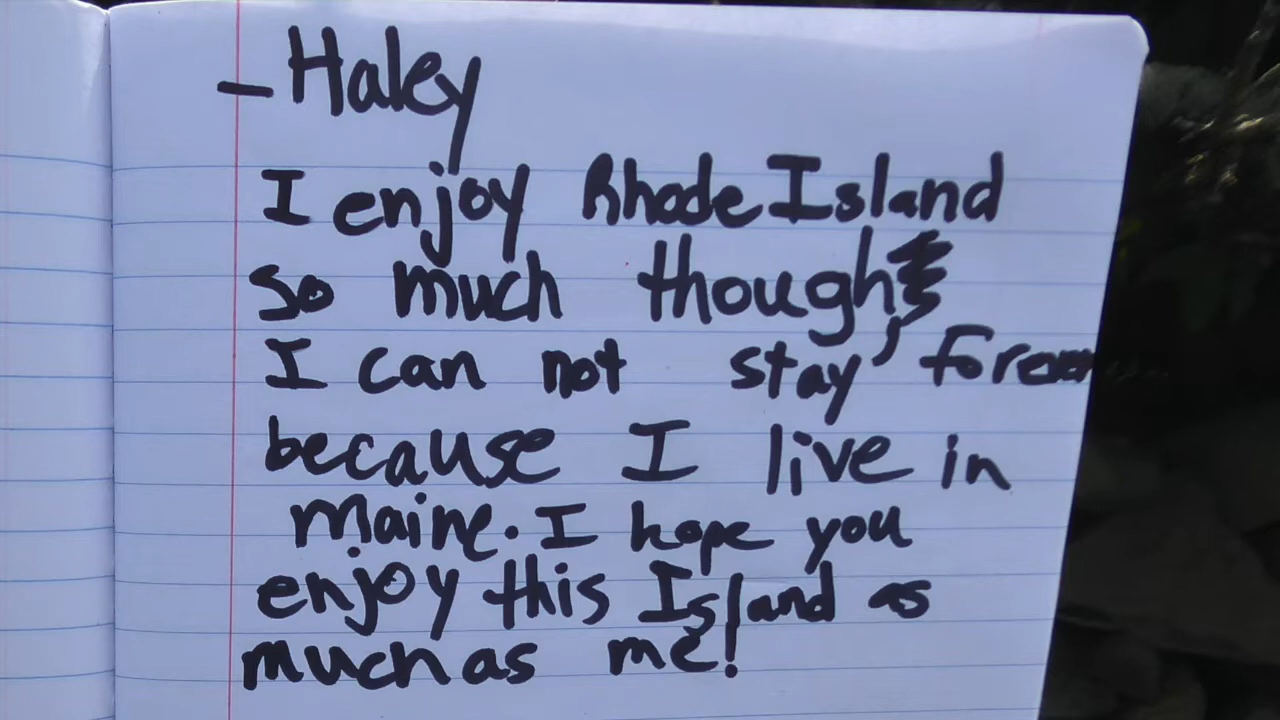 -Haley
I enjoy Rhode Island
so much though
I can not stay, forever
because I live in
Maine. I hope you
enjoy this Island as
much as me!